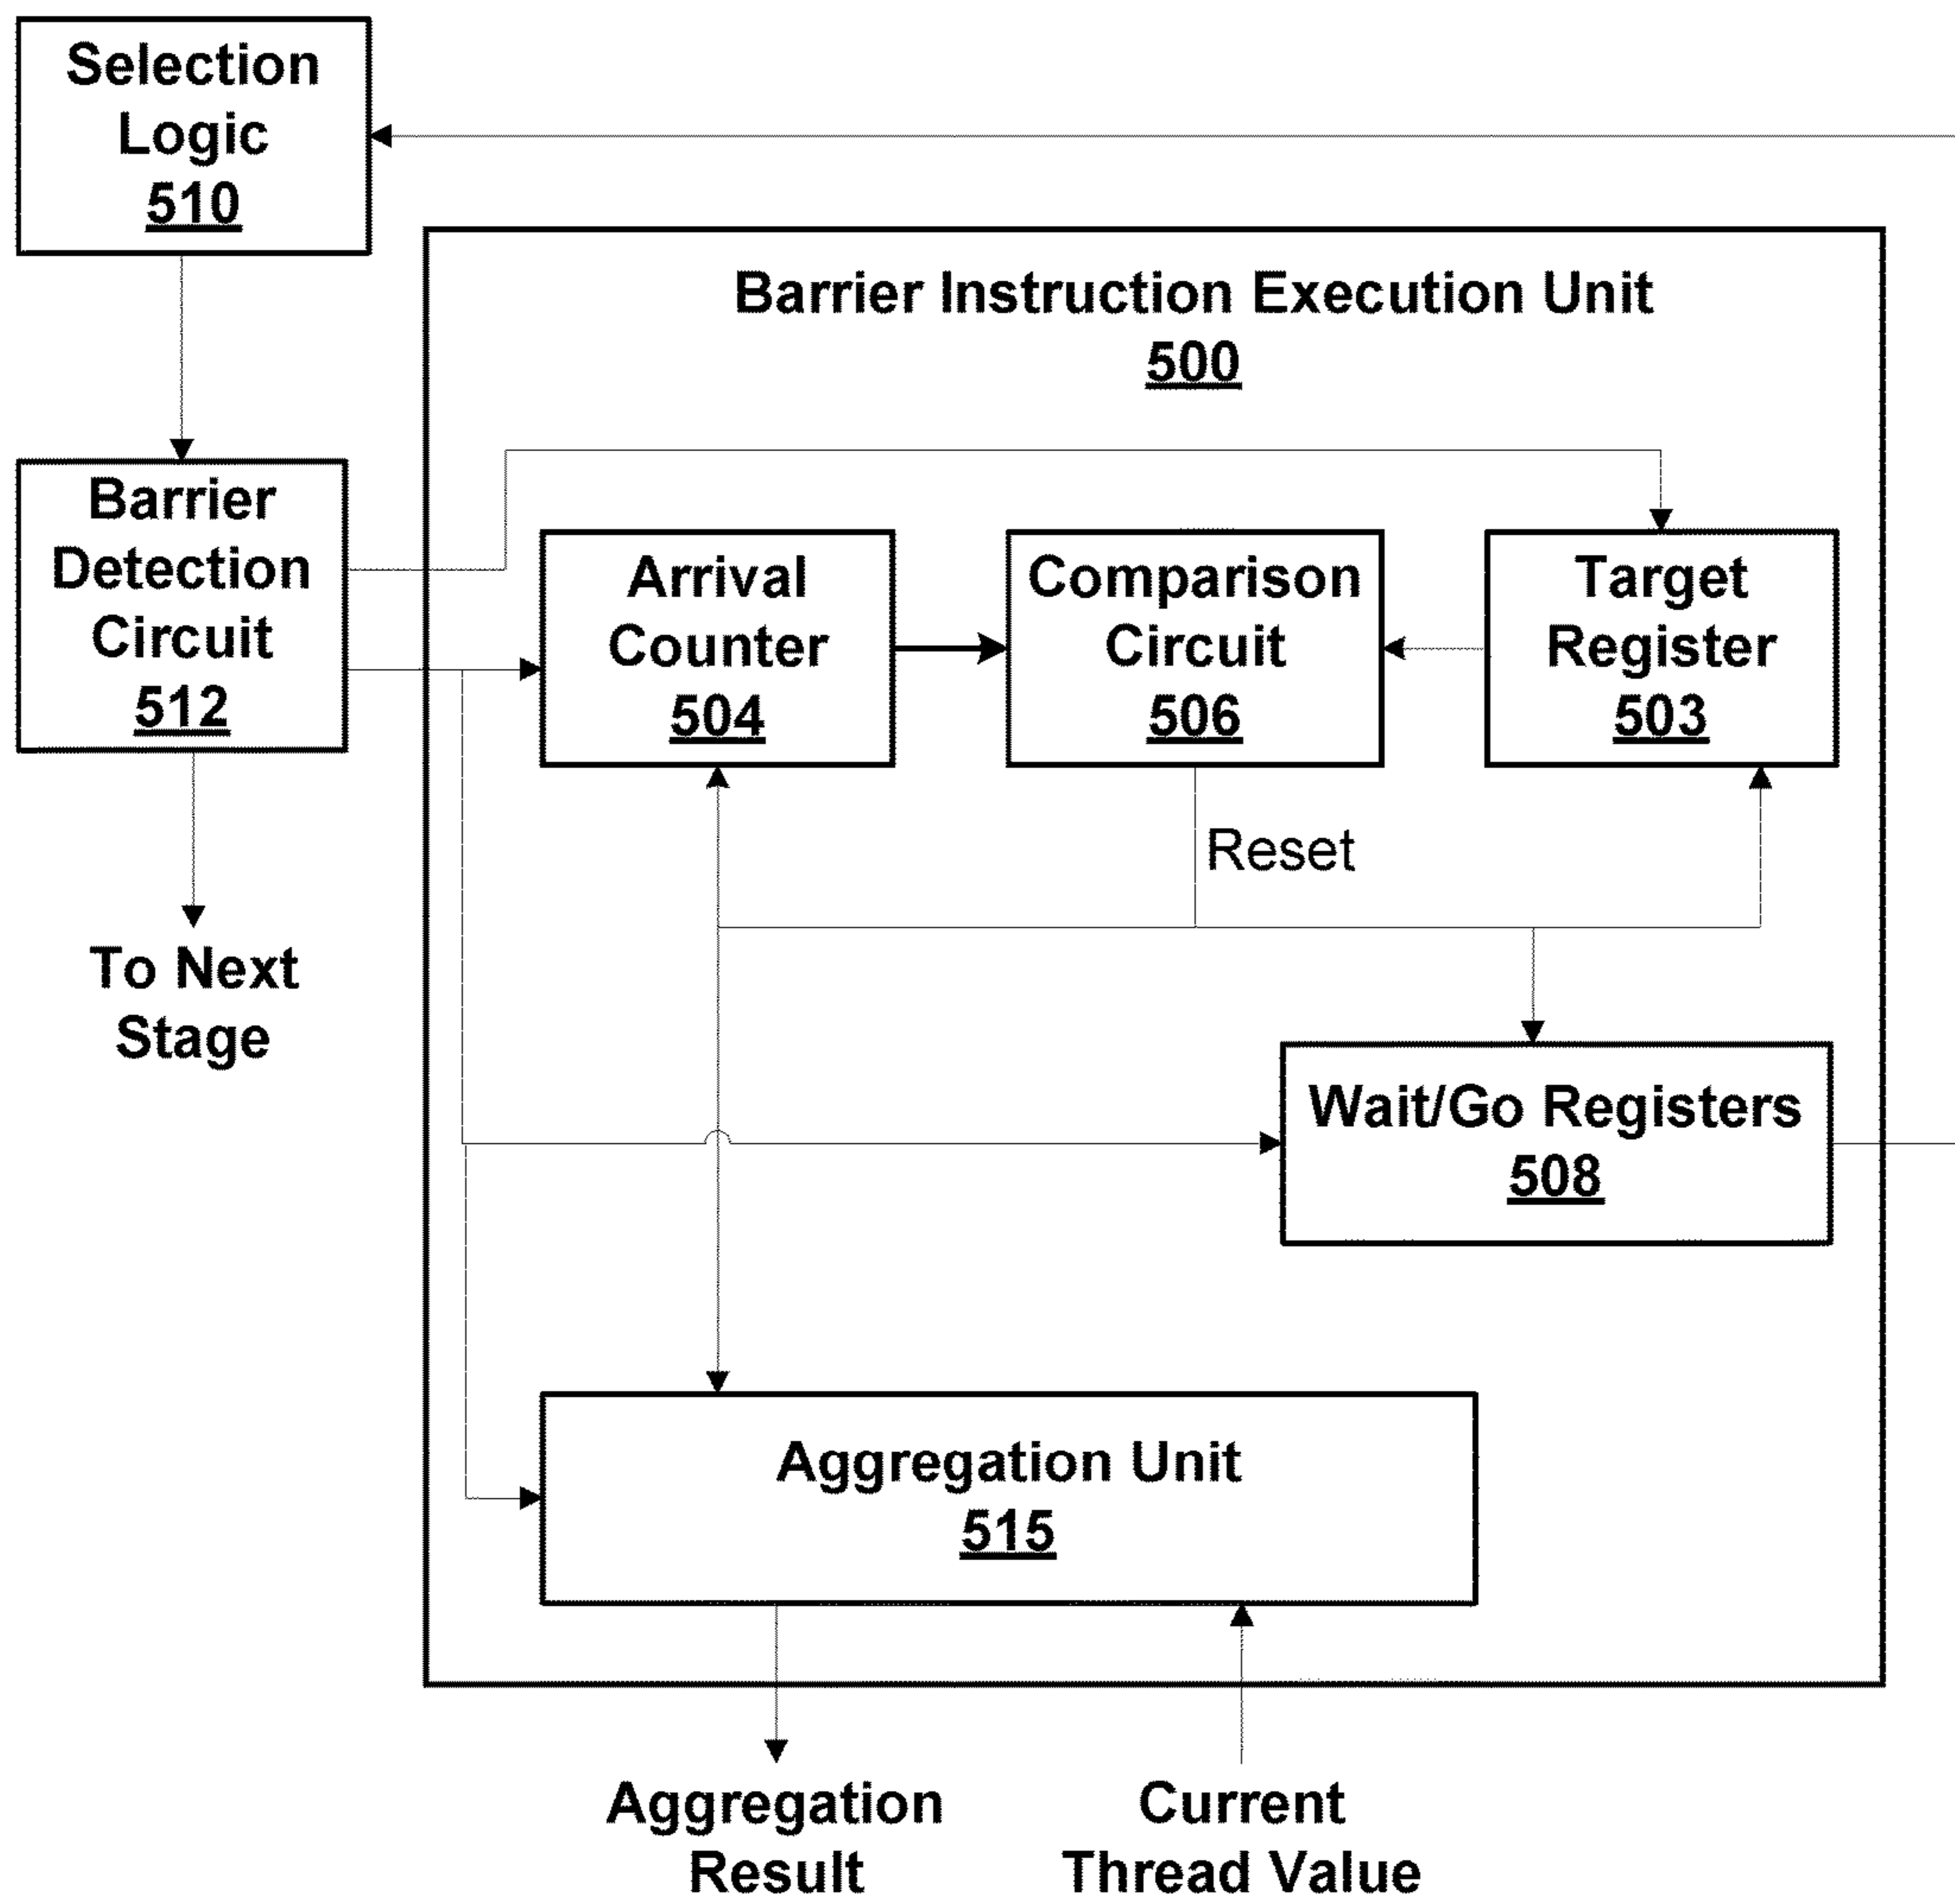 Selection
Logic
510
Barrier Instruction Execution Unit
500
Barrier
Detection
Circuit
512
Arrival
Counter
504
Comparison
Circuit
506
Target
Register
503
Reset
To Next
Stage
Wait/Go Registers
508
Aggregation Unit
515
Aggregation
Result
Current
Thread Value